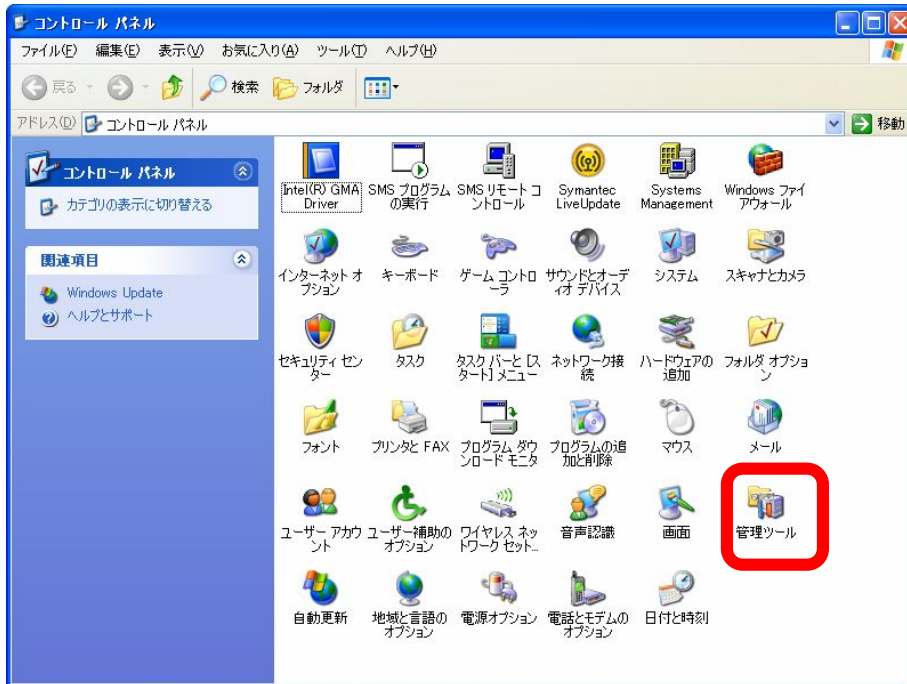 コントロール パネル
ファイル(F) 編集(E) 表示(V) お気に入り(A) ツール(T) ヘルプ(H)
戻る 検索 フォルダ
アドレス(D) コントロール パネル 移動
コントロール パネル
カテゴリの表示に切り替える
関連項目
Windows Update
ヘルプとサポート
Intel(R) GMA
Driver
SMS プログラム
の実行
SMS リモート コ
ントロール
Symantec
LiveUpdate
Systems
Management
Windows ファイ
アウォール
インターネット オ
プション
キーボード
ゲーム コントロ
ーラ
サウンドとオーデ
ィオ デバイス
システム
スキャナとカメラ
セキュリティ セン
ター
タスク
タスク バーと [ス
タート] メニュー
ネットワーク接
続
ハードウェアの
追加
フォルダ オプショ
ン
フォント
プリンタと FAX
プログラム ダウ
ンロード モニタ
プログラムの追
加と削除
マウス
メール
ユーザー アカウ
ント
ユーザー補助の
オプション
ワイヤレス ネッ
トワーク セット...
音声認識
画面
管理ツール
自動更新
地域と言語の
オプション
電源オプション
電話とモデムの
オプション
日付と時刻